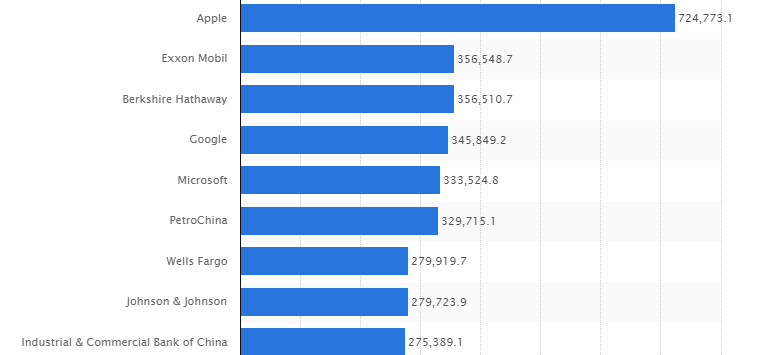 Apple 724,773.1
Exxon Mobil 356,548.7
Berkshire Hathaway 356,510.7
Google 345,849.2
Microsoft 333,524.8
PetroChina 329,715.1
Wells Fargo 279,919.7
Johnson & Johnson 279,723.9
Industrial & Commercial Bank of China 275,389.1